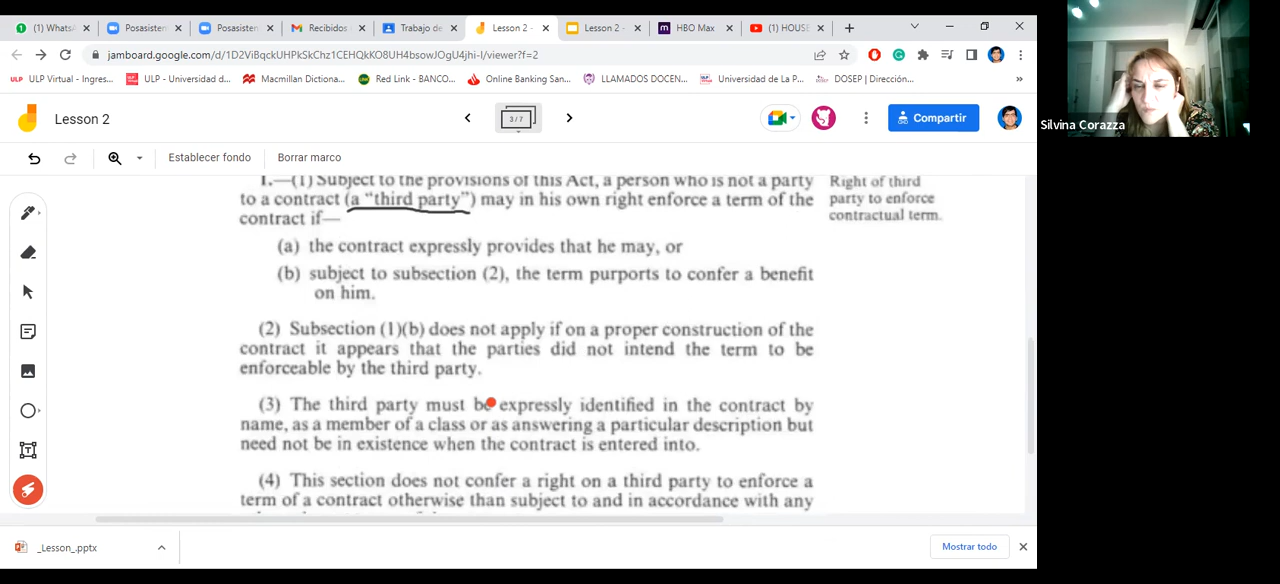 (1) WhatsA
Posasisten
Posasisten
Recibidos
Trabajo de
Lesson 2 -
Lesson 2 -
HBO Max
(1) HOUSE
jamboard.google.com/d/1D2ViBqckUHPkSkChz1CEHQkKO8UH4bsowJOgU4jhi-I/viewer?f=2
ULP Virtual - Ingres...
ULP - Universidad d...
Macmillan Dictiona...
Red Link - BANCO...
Online Banking San...
LLAMADOS DOCEN...
Universidad de La P...
DOSEP | Dirección...
»
Lesson 2
3/7
Compartir
Establecer fondo
Borrar marco
1.—(1) Subject to the provisions of this Act, a person who is not a party
to a contract (a "third party") may in his own right enforce a term of the
contract if—
(a) the contract expressly provides that he may, or
(b) subject to subsection (2), the term purports to confer a benefit
on him.
(2) Subsection (1)(b) does not apply if on a proper construction of the
contract it appears that the parties did not intend the term to be
enforceable by the third party.
(3) The third party must be expressly identified in the contract by
name, as a member of a class or as answering a particular description but
need not be in existence when the contract is entered into.
(4) This section does not confer a right on a third party to enforce a
term of a contract otherwise than subject to and in accordance with any
Right of third
party to enforce
contractual term.
_Lesson_.pptx
Mostrar todo
Silvina Corazza